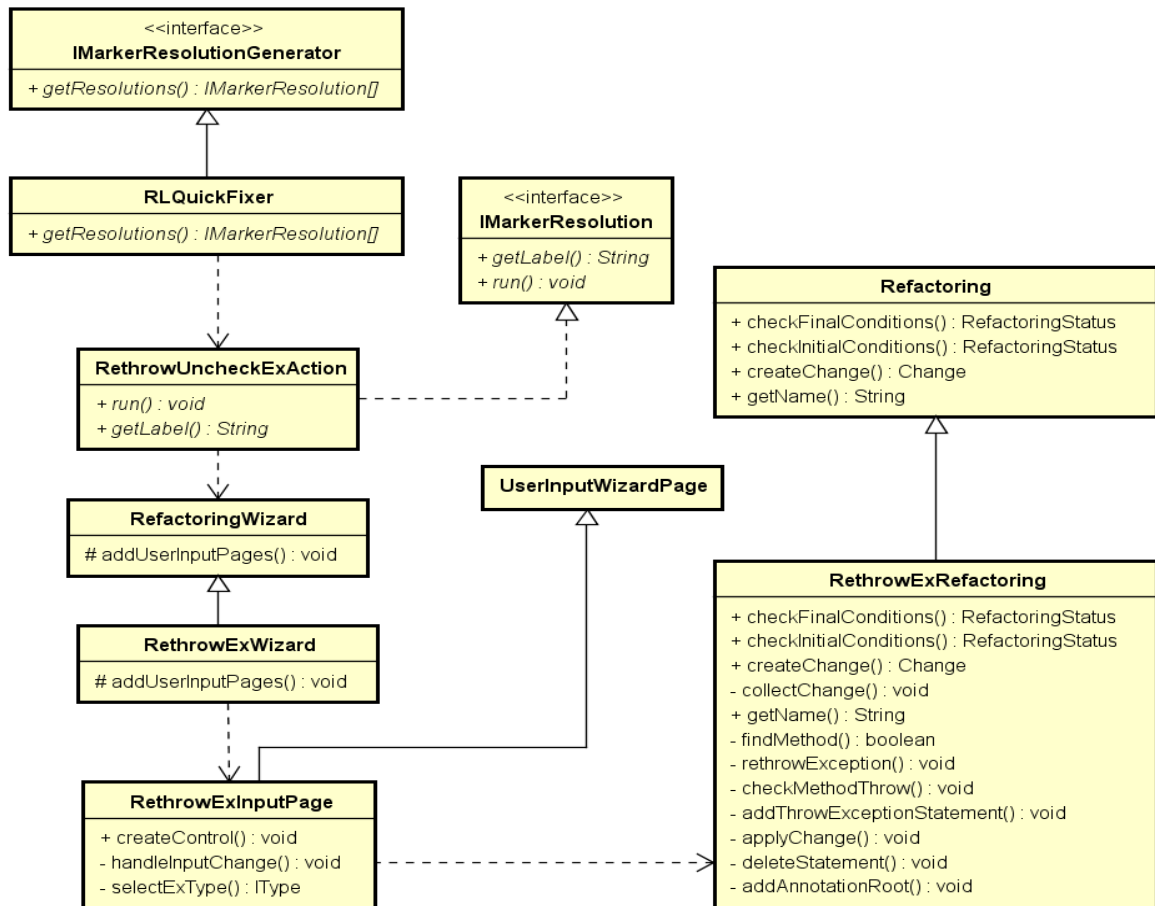 <<interface>>
IMarkerResolutionGenerator
+ getResolutions() : IMarkerResolution[]
RLQuickFixer
+ getResolutions() : IMarkerResolution[]
<<interface>>
IMarkerResolution
+ getLabel() : String
+ run() : void
Refactoring
+ checkFinalConditions() : RefactoringStatus
+ checkInitialConditions() : RefactoringStatus
+ createChange() : Change
+ getName() : String
RethrowUncheckExAction
+ run() : void
+ getLabel() : String
UserInputWizardPage
RefactoringWizard
# addUserInputPages() : void
RethrowExWizard
# addUserInputPages() : void
RethrowExInputPage
+ createControl() : void
- handleInputChange() : void
- selectExType() : IType
RethrowExRefactoring
+ checkFinalConditions() : RefactoringStatus
+ checkInitialConditions() : RefactoringStatus
+ createChange() : Change
- collectChange() : void
+ getName() : String
- findMethod() : boolean
- rethrowException() : void
- checkMethodThrow() : void
- addThrowExceptionStatement() : void
- applyChange() : void
- deleteStatement() : void
- addAnnotationRoot() : void